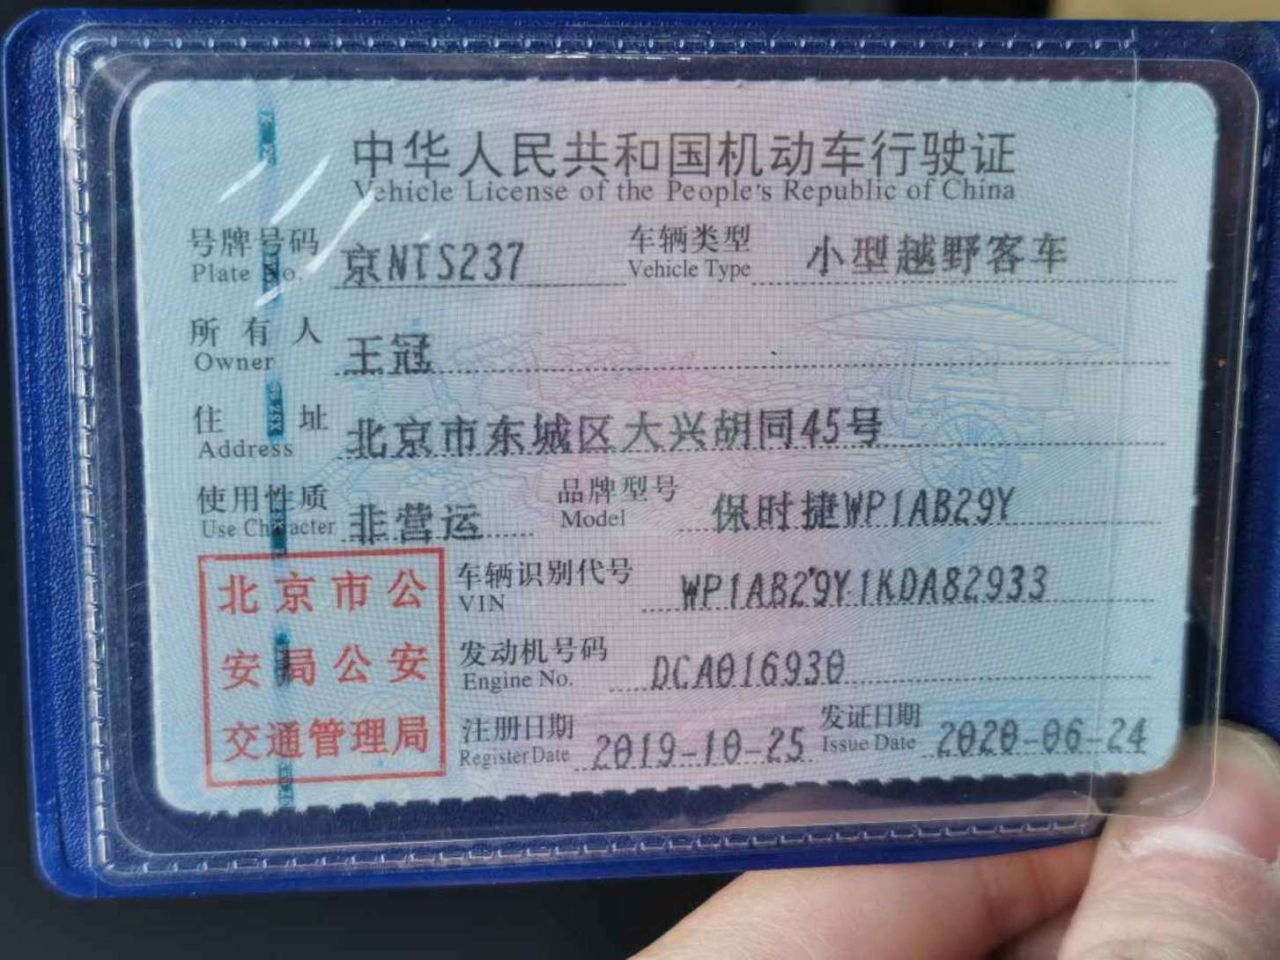 中华人民共和国机动车行驶证
Vehicle License of the People's Republic of China
号牌号码 京NTS237 车辆类型 小型越野客车
Plate No. Vehicle Type
所有人 王冠
Owner
住址 北京市东城区大兴胡同45号
Address
使用性质 非营运 品牌型号 保时捷WP1AB29Y
Use Character Model
北京市公
安局公安
交通管理局
车辆识别代号 WP1AB29Y1KDA82933
VIN
发动机号码 DCA016930
Engine No.
注册日期 2019-10-25 发证日期 2020-06-24
Register Date Issue Date